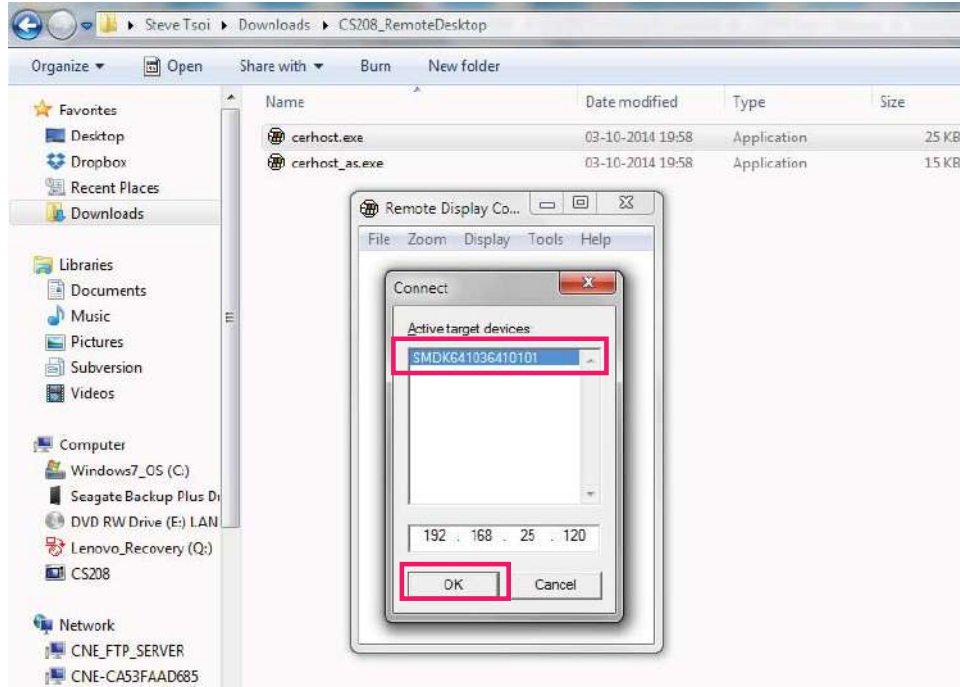 Steve Tsoi ▸ Downloads ▸ CS208_RemoteDesktop
Organize ▾ Open Share with ▾ Burn New folder
Name Date modified Type Size
cerhost.exe 03-10-2014 19:58 Application 25 KB
cerhost_as.exe 03-10-2014 19:58 Application 15 KB
Favorites
Desktop
Dropbox
Recent Places
Downloads
Libraries
Documents
Music
Pictures
Subversion
Videos
Computer
Windows7_OS (C:)
Seagate Backup Plus
DVD RW Drive (E:) LAN
Lenovo_Recovery (Q:)
CS208
Network
CNE_FTP_SERVER
CNE-CA53FAAD685
Remote Display Co...
File Zoom Display Tools Help
Connect
Active target devices
SMDK641036410101
192 . 168 . 25 . 120
OK Cancel